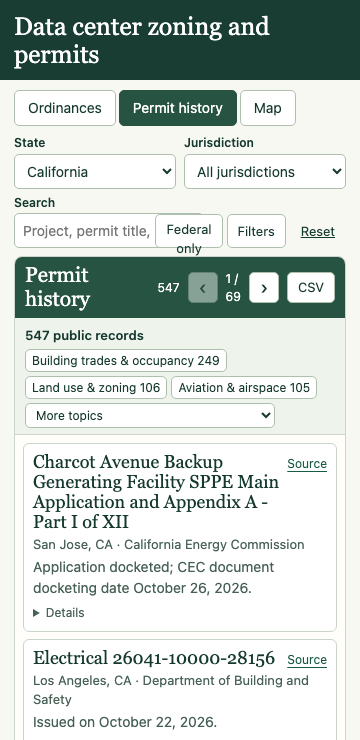 Data center zoning and
permits
Ordinances
Permit history
Map
State
Jurisdiction
California
All jurisdictions
Search
Project, permit title,
Federal
only
Filters
Reset
Permit
history
547
‹
1 /
69
›
CSV
547 public records
Building trades & occupancy 249
Land use & zoning 106
Aviation & airspace 105
More topics
Charcot Avenue Backup
Generating Facility SPPE Main
Application and Appendix A -
Part I of XII
Source
San Jose, CA · California Energy Commission
Application docketed; CEC document
docketing date October 26, 2026.
Details
Electrical 26041-10000-28156
Source
Los Angeles, CA · Department of Building and
Safety
Issued on October 22, 2026.